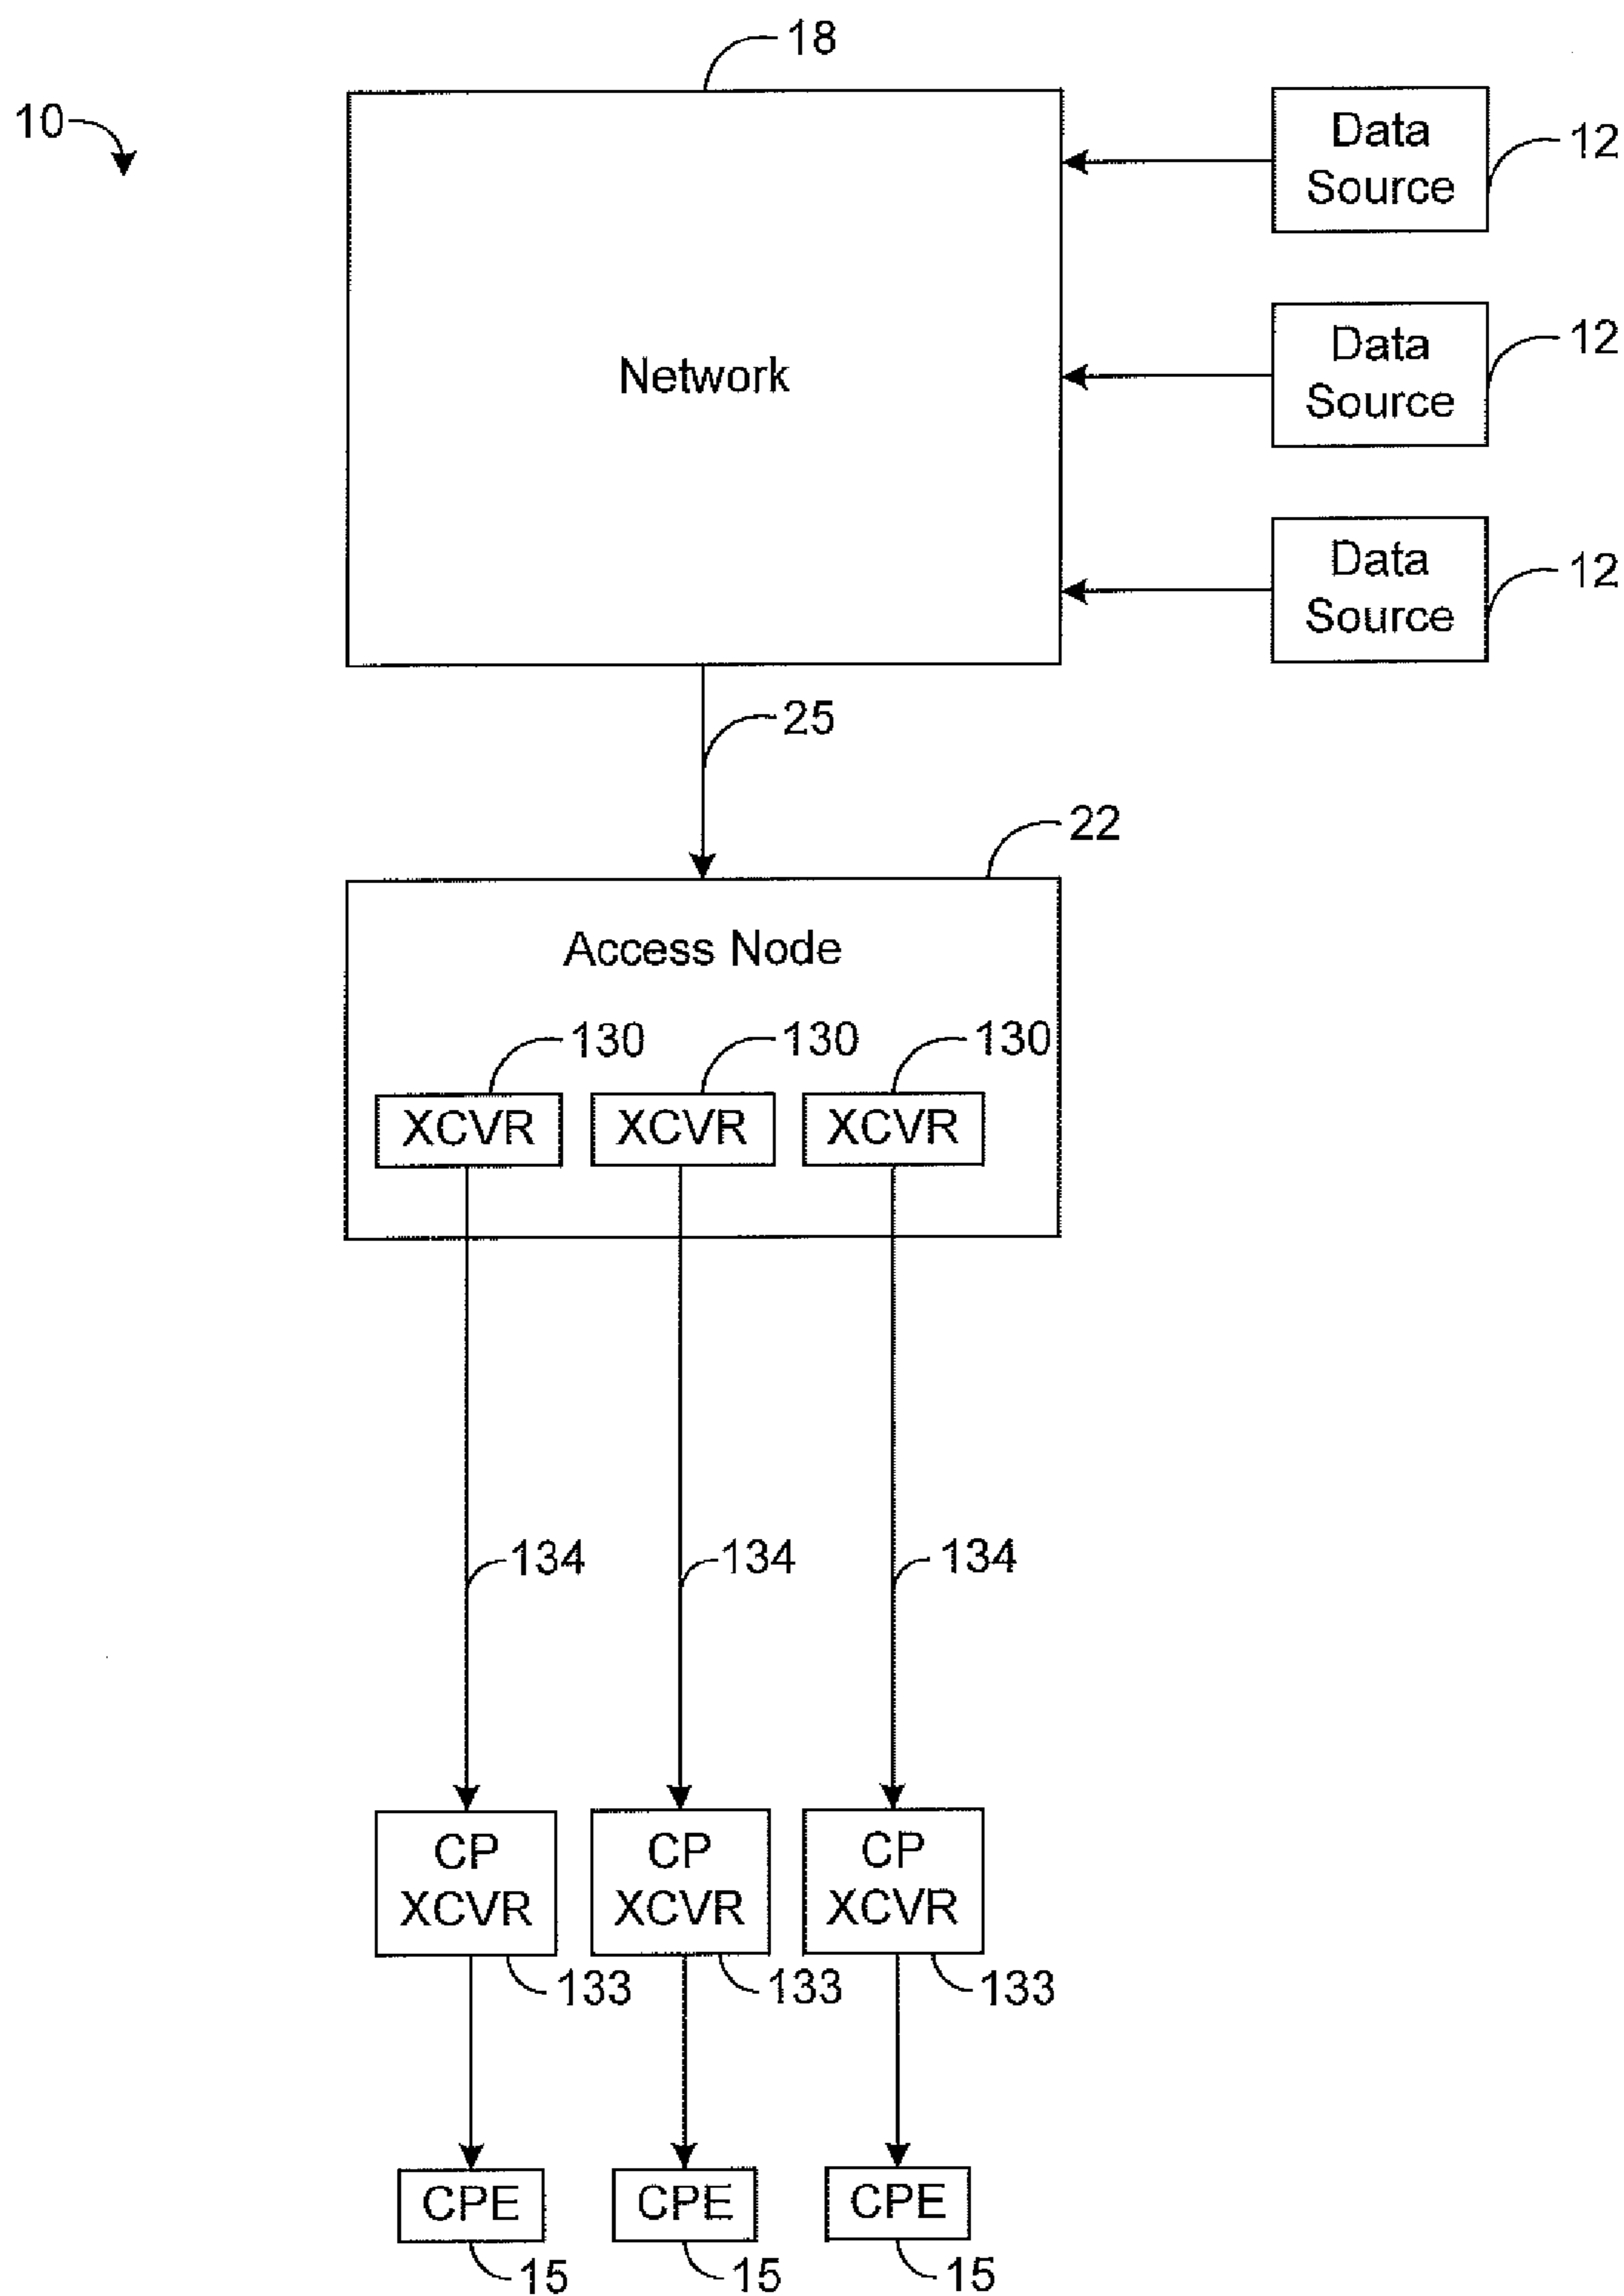 18
10
Data
Source
12
Data
Source
12
Network
Data
Source
12
25
22
Access Node
130 130 130
XCVR XCVR XCVR
134 134 134
CP CP CP
XCVR XCVR XCVR
133 133 133
CPE CPE CPE
15 15 15